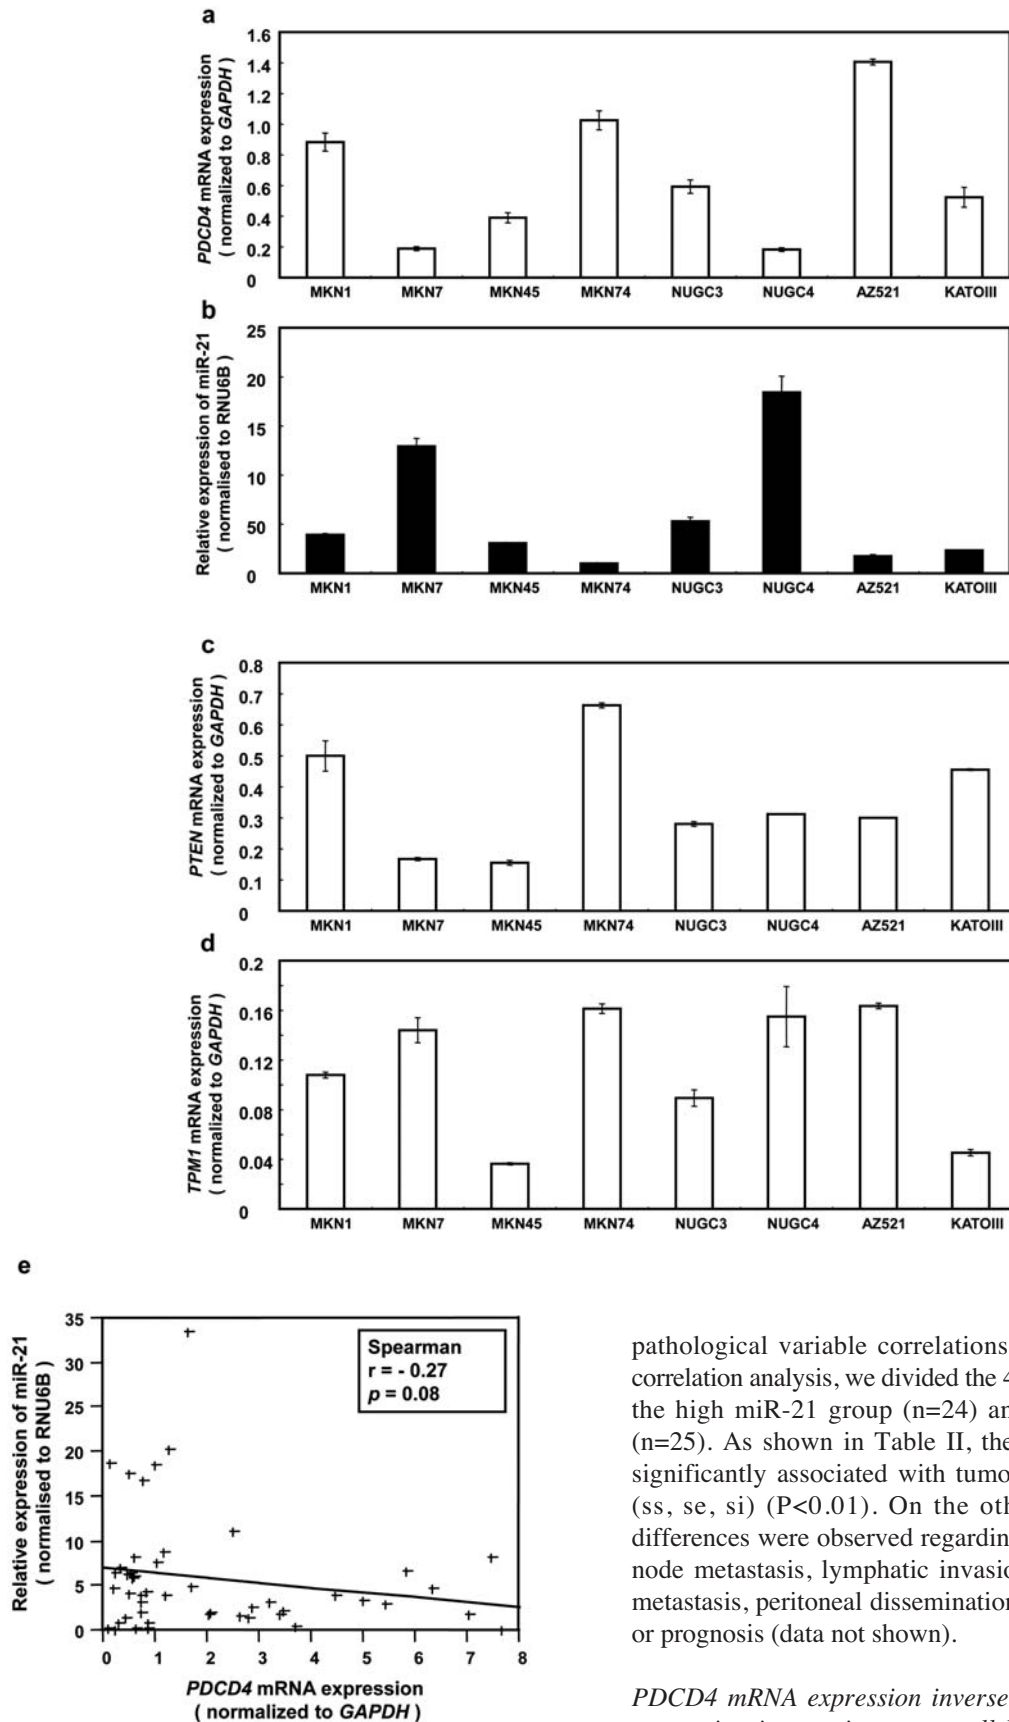 a
PDCD4 mRNA expression
( normalized to GAPDH )
1.6
1.4
1.2
1.0
0.8
0.6
0.4
0.2
0
MKN1 MKN7 MKN45 MKN74 NUGC3 NUGC4 AZ521 KATOIII
b
Relative expression of miR-21
( normalised to RNU6B )
25
20
15
10
50
0
MKN1 MKN7 MKN45 MKN74 NUGC3 NUGC4 AZ521 KATOIII
c
PTEN mRNA expression
( normalized to GAPDH )
0.8
0.7
0.6
0.5
0.4
0.3
0.2
0.1
0
MKN1 MKN7 MKN45 MKN74 NUGC3 NUGC4 AZ521 KATOIII
d
TPM1 mRNA expression
(normalized to GAPDH )
0.2
0.16
0.12
0.08
0.04
0
MKN1 MKN7 MKN45 MKN74 NUGC3 NUGC4 AZ521 KATOIII
e
Relative expression of miR-21
( normalised to RNU6B )
35
30
25
20
15
10
5
0
Spearman
r = - 0.27
p = 0.08
0 1 2 3 4 5 6 7 8
PDCD4 mRNA expression
( normalized to GAPDH )
pathological variable correlations
correlation analysis, we divided the 4
the high miR-21 group (n=24) an
(n=25). As shown in Table II, the
significantly associated with tumo
(ss, se, si) (P<0.01). On the oth
differences were observed regardin
node metastasis, lymphatic invasio
metastasis, peritoneal dissemination
or prognosis (data not shown).
PDCD4 mRNA expression inverse